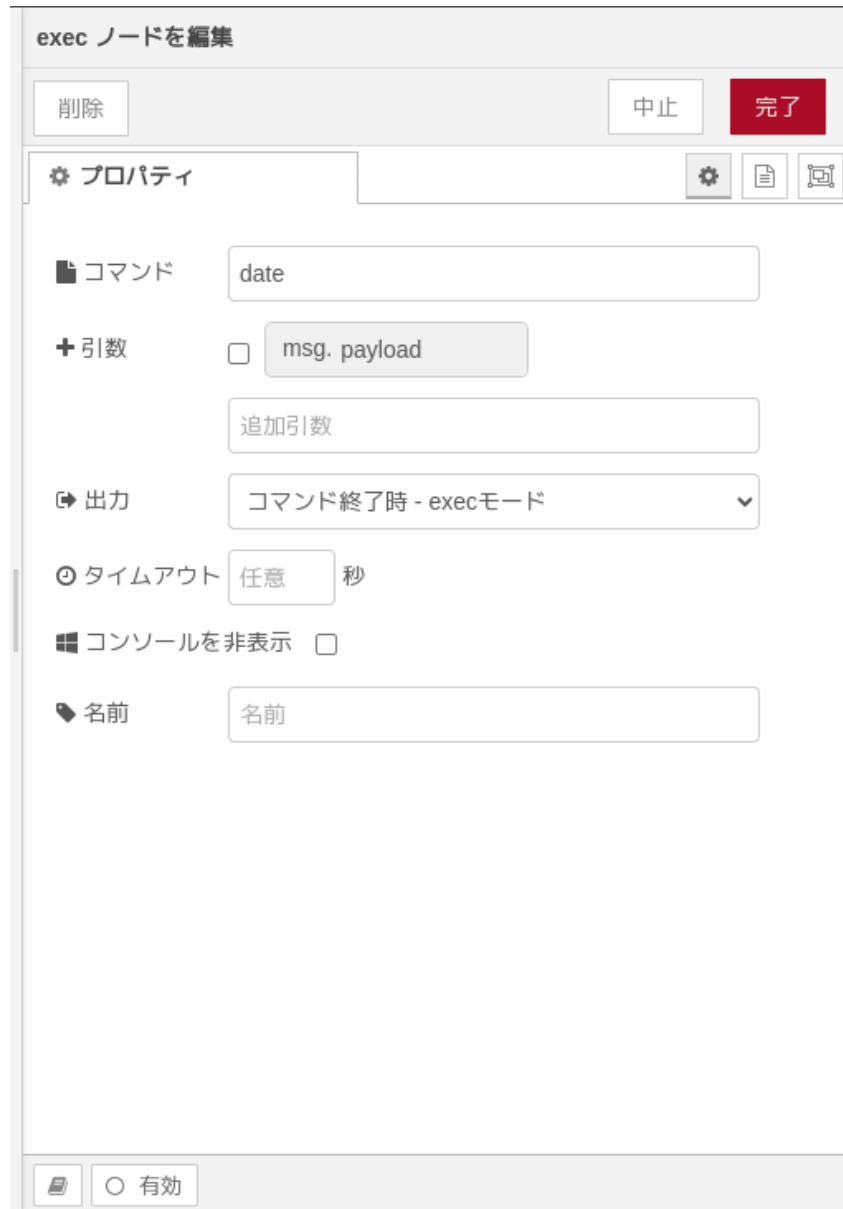 exec ノードを編集
削除 中止 完了
プロパティ
コマンド date
引数 msg. payload
追加引数
出力 コマンド終了時 - execモード
タイムアウト 任意 秒
コンソールを非表示
名前 名前
有効